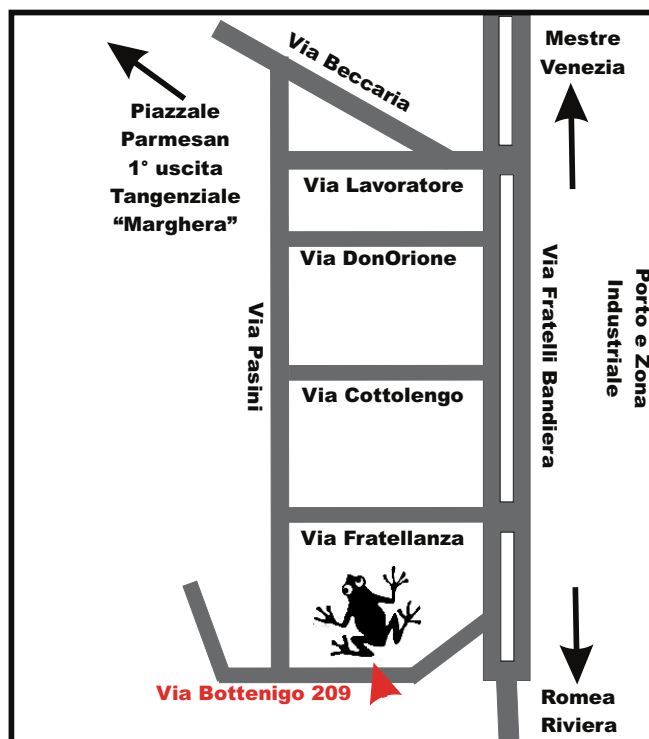 Via Beccaria
Mestre
Venezia
Piazzale
Parmesan
1° uscita
Tangenziale
“Marghera”
Via Lavoratore
Via DonOrione
Via Pasini
Via Fratelli Bandiera
Porto e Zona
Industriale
Via Cottolengo
Via Fratellanza
Via Bottenigo 209
Romea
Riviera